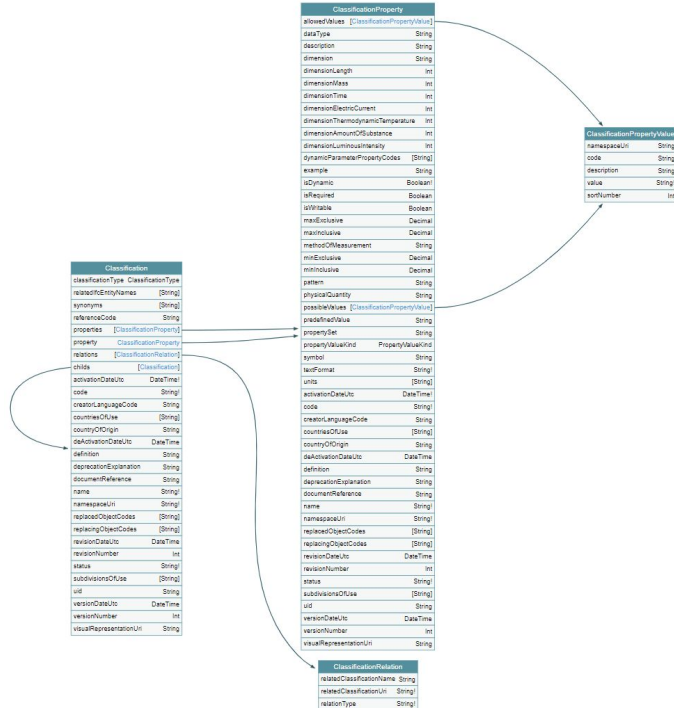 ClassificationProperty
allowedValues [ClassificationPropertyValue]
dataType String
description String
dimension String
dimensionLength Int
dimensionMass Int
dimensionTime Int
dimensionElectricCurrent Int
dimensionThermodynamicTemperature Int
dimensionAmountOfSubstance Int
dimensionLuminousIntensity Int
dynamicParameterPropertyCodes [String]
example String
isDynamic Boolean!
isRequired Boolean
isWritable Boolean
maxExclusive Decimal
maxInclusive Decimal
methodOfMeasurement String
minExclusive Decimal
minInclusive Decimal
pattern String
physicalQuantity String
possibleValues [ClassificationPropertyValue]
predefinedValue String
propertySet String
propertyValueKind PropertyValueKind
symbol String
textFormat String!
units [String]
activationDateUtc DateTime!
code String!
creatorLanguageCode String
countriesOfUse [String]
countryOfOrigin String
deActivationDateUtc DateTime
definition String
deprecationExplanation String
documentReference String
name String!
namespaceUri String!
replacedObjectCodes [String]
replacingObjectCodes [String]
revisionDateUtc DateTime
revisionNumber Int
status String!
subdivisionsOfUse [String]
uid String
versionDateUtc DateTime
versionNumber Int
visualRepresentationUri String
ClassificationPropertyValue
namespaceUri String
code String
description String
value String!
sortNumber Int
Classification
classificationType ClassificationType
relatedIfcEntityNames [String]
synonyms [String]
referenceCode String
properties [ClassificationProperty]
property ClassificationProperty
relations [ClassificationRelation]
childs [Classification]
activationDateUtc DateTime!
code String!
creatorLanguageCode String
countriesOfUse [String]
countryOfOrigin String
deActivationDateUtc DateTime
definition String
deprecationExplanation String
documentReference String
name String!
namespaceUri String!
replacedObjectCodes [String]
replacingObjectCodes [String]
revisionDateUtc DateTime
revisionNumber Int
status String!
subdivisionsOfUse [String]
uid String
versionDateUtc DateTime
versionNumber Int
visualRepresentationUri String
ClassificationRelation
relatedClassificationName String
relatedClassificationUri String!
relationType String!